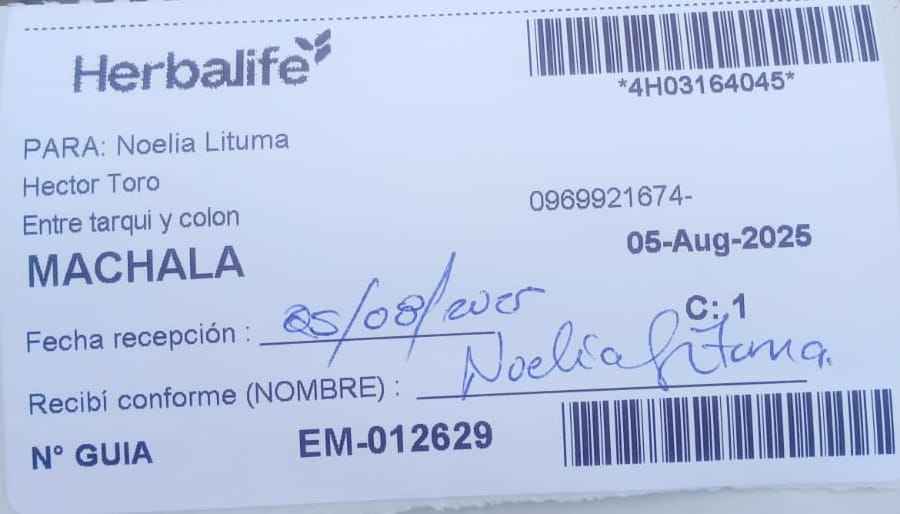 Herbalife
*4H03164045*
PARA: Noelia Lituma
Hector Toro
0969921674-
Entre tarqui y colon
05-Aug-2025
MACHALA
C: 1
Fecha recepción : 05/08/2025
Recibí conforme (NOMBRE) : Noelia Lituma.
N° GUIA EM-012629